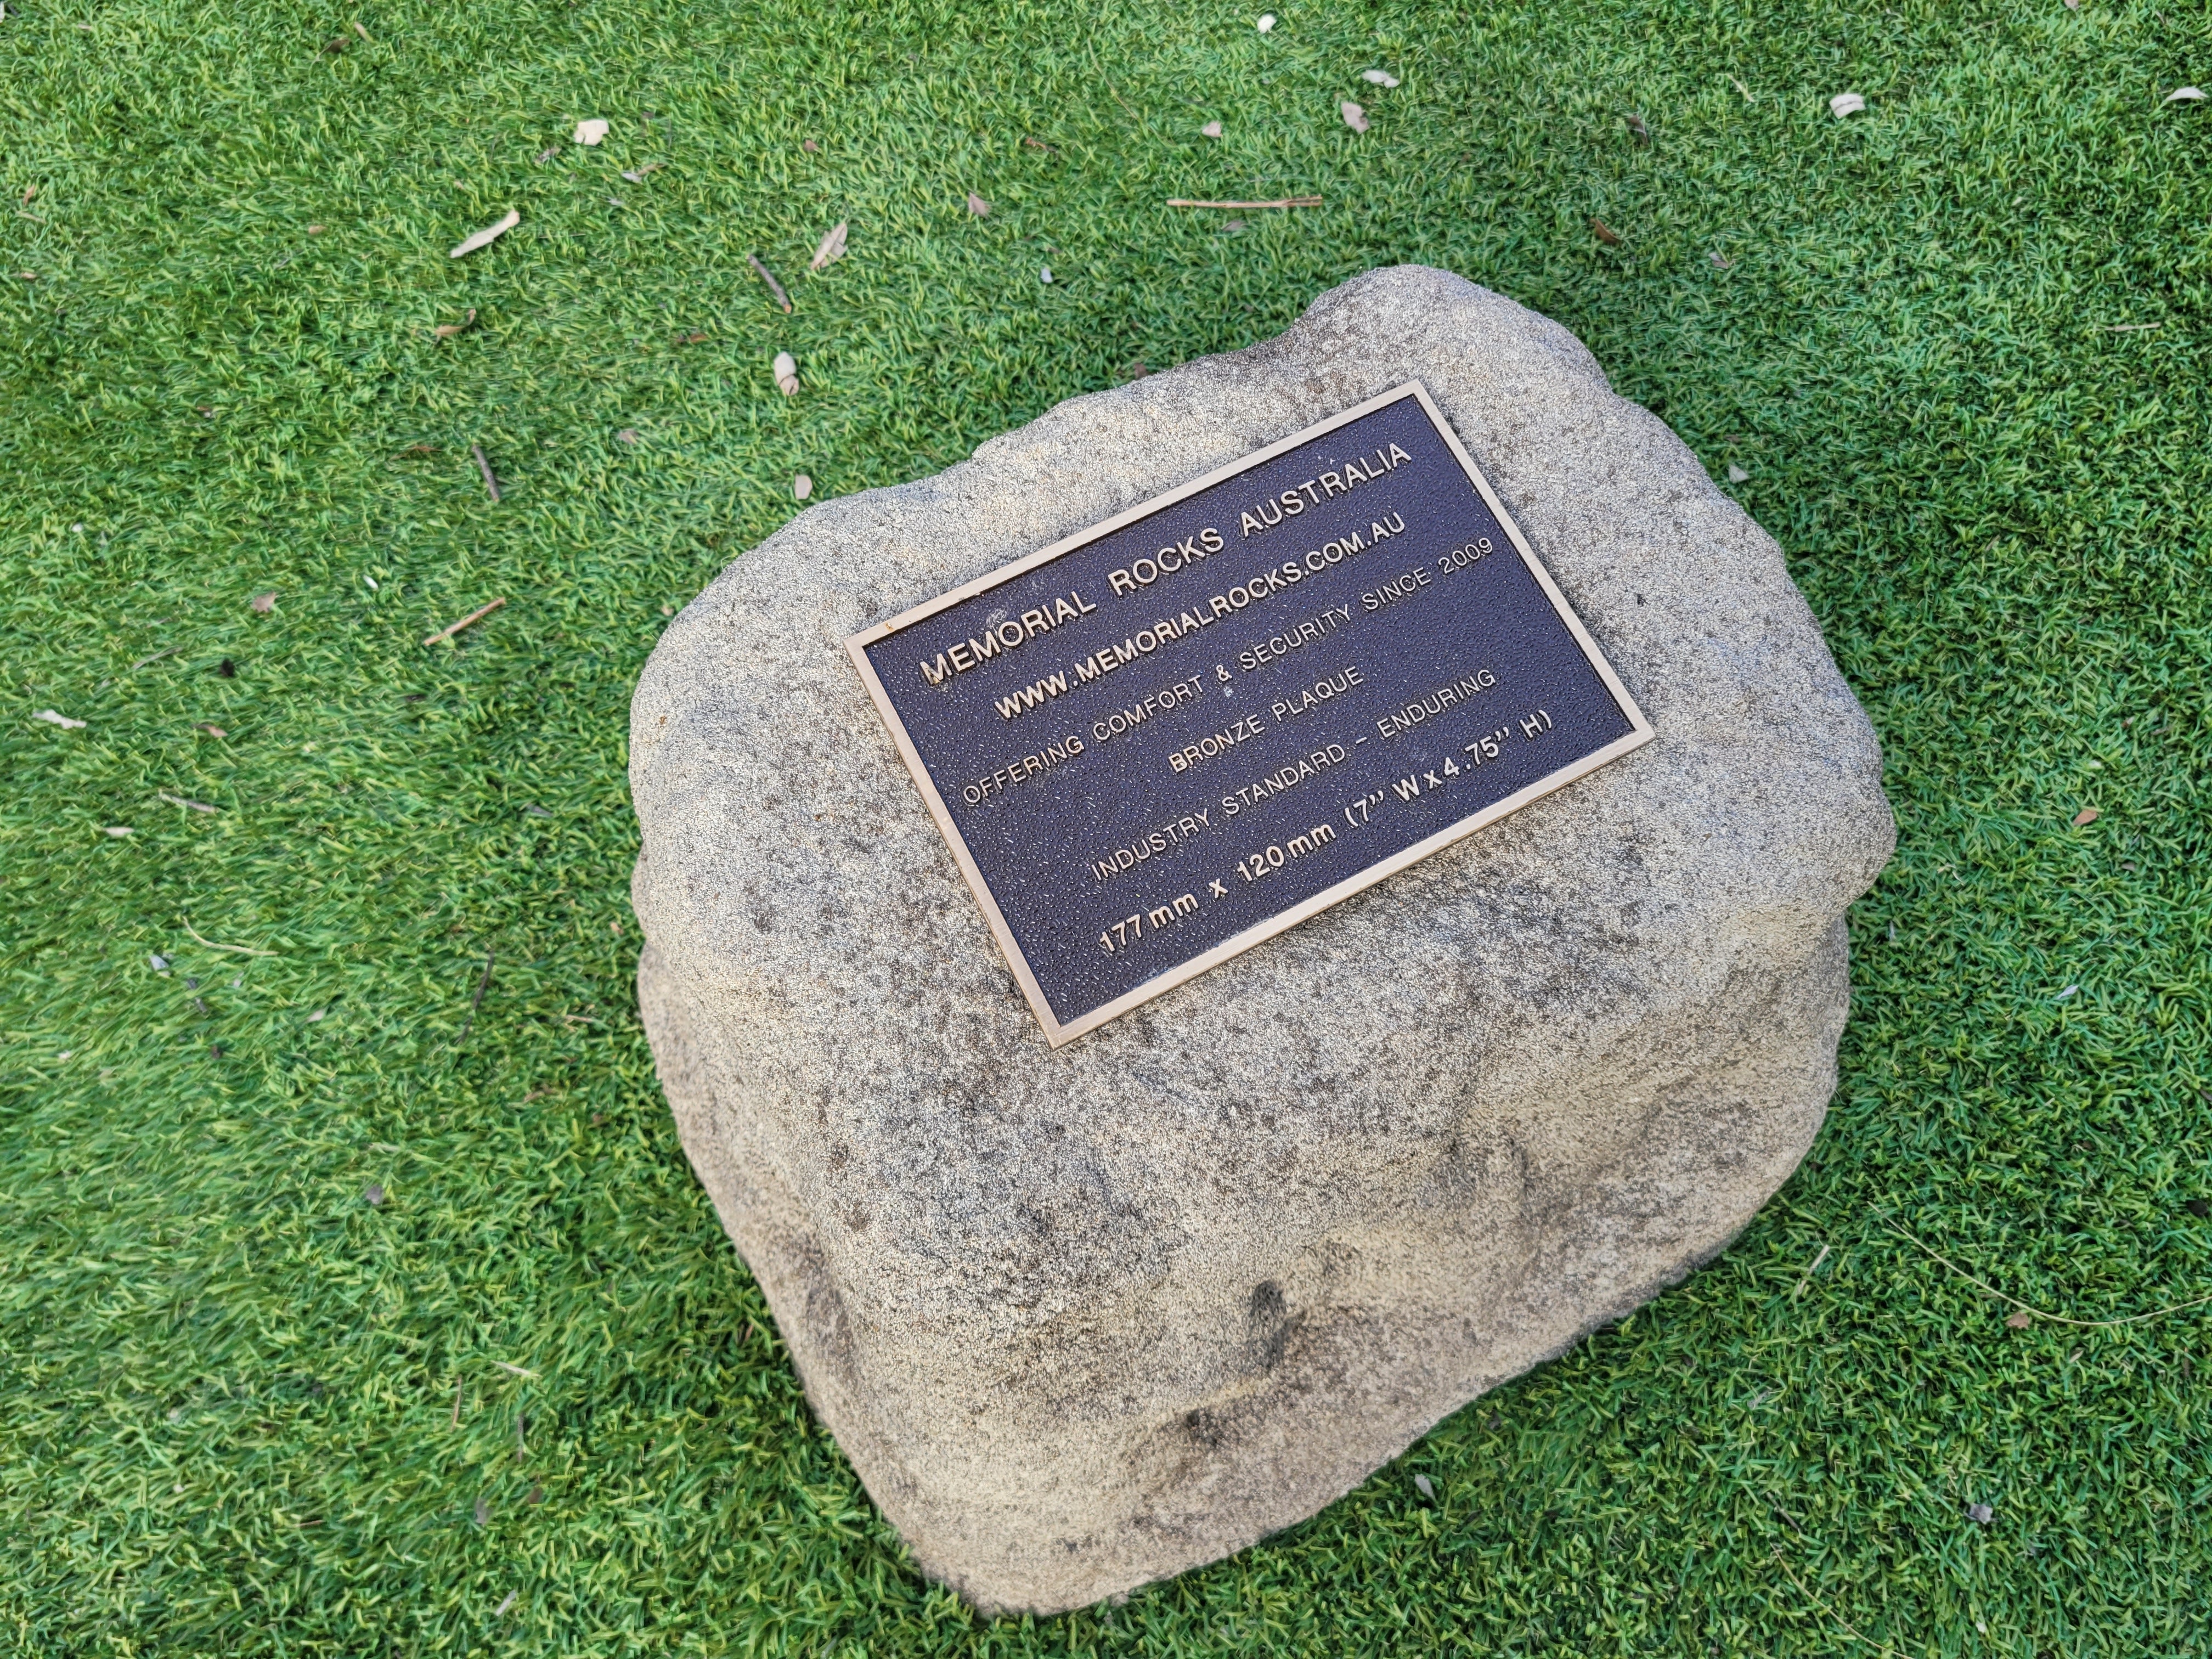 MEMORIAL ROCKS AUSTRALIA
WWW.MEMORIALROCKS.COM.AU
OFFERING COMFORT & SECURITY SINCE 2009
BRONZE PLAQUE
INDUSTRY STANDARD - ENDURING
177mm x 120mm (7" W x 4.75" H)